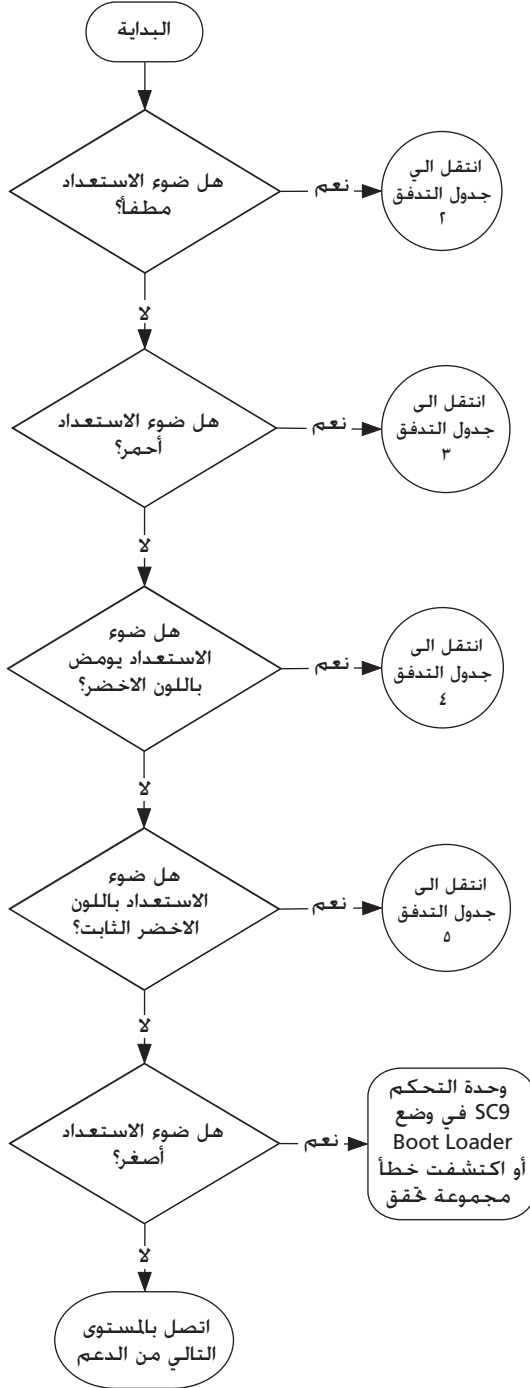 البداية
هل ضوء الاستعداد
مطفأ؟
نعم
انتقل الي
جدول التدفق
٢
لا
هل ضوء الاستعداد
أحمر؟
نعم
انتقل الى
جدول التدفق
٣
لا
هل ضوء
الاستعداد يومض
باللون الاخضر؟
نعم
انتقل الى
جدول التدفق
٤
لا
هل ضوء
الاستعداد باللون
الاخضر الثابت؟
نعم
انتقل الى
جدول التدفق
٥
لا
هل ضوء الاستعداد
أصغر؟
نعم
وحدة التحكم
SC9 في وضع
Boot Loader
أو اكتشفت خطأ
مجموعة تحقق
لا
اتصل بالمستوى
التالي من الدعم